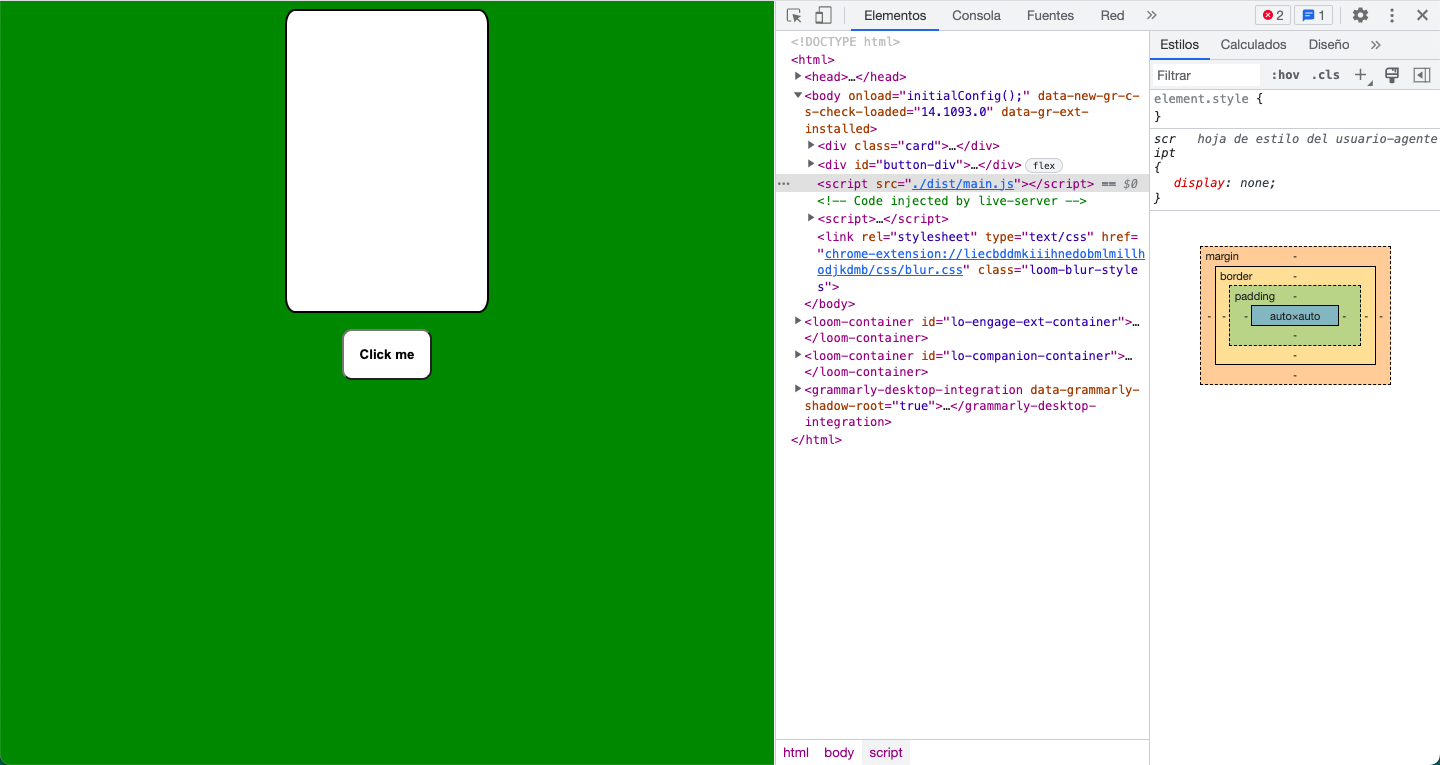 Click me
Elementos Consola Fuentes Red » 2 1
<!DOCTYPE html>
<html>
<head>…</head>
<body onload="initialConfig();" data-new-gr-c-
s-check-loaded="14.1093.0" data-gr-ext-
installed>
<div class="card">…</div>
<div id="button-div">…</div> flex
<script src="./dist/main.js"></script> == $0
<!-- Code injected by live-server -->
<script>…</script>
<link rel="stylesheet" type="text/css" href=
"chrome-extension://liecbddmkiiihnedobmlmillh
odjkdmb/css/blur.css" class="loom-blur-style
s">
</body>
<loom-container id="lo-engage-ext-container">…
</loom-container>
<loom-container id="lo-companion-container">…
</loom-container>
<grammarly-desktop-integration data-grammarly-
shadow-root="true">…</grammarly-desktop-
integration>
</html>
html body script
Estilos Calculados Diseño »
Filtrar :hov .cls
element.style {
}
scr hoja de estilo del usuario-agente
ipt
{
display: none;
}
margin -
border -
padding -
- - - auto×auto - - -
-
-
-